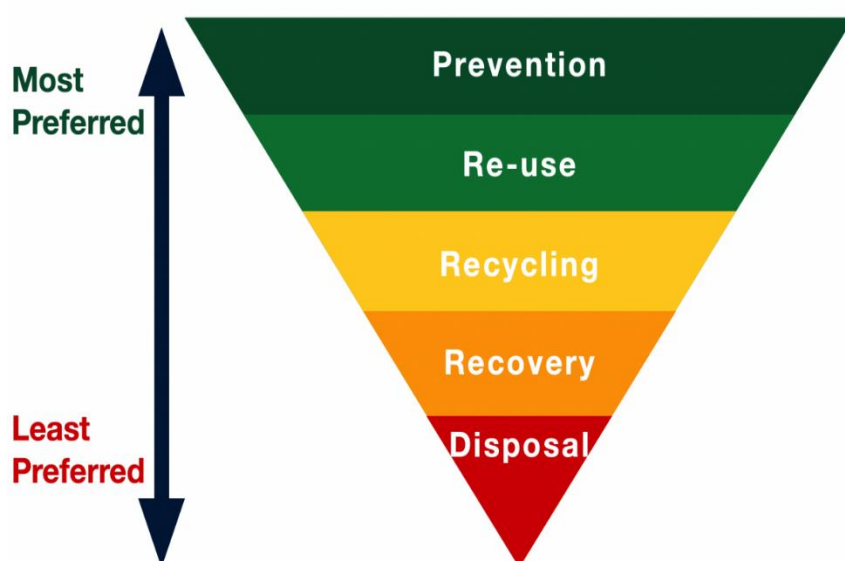 Most
Preferred
Prevention
Re-use
Recycling
Recovery
Disposal
Least
Preferred